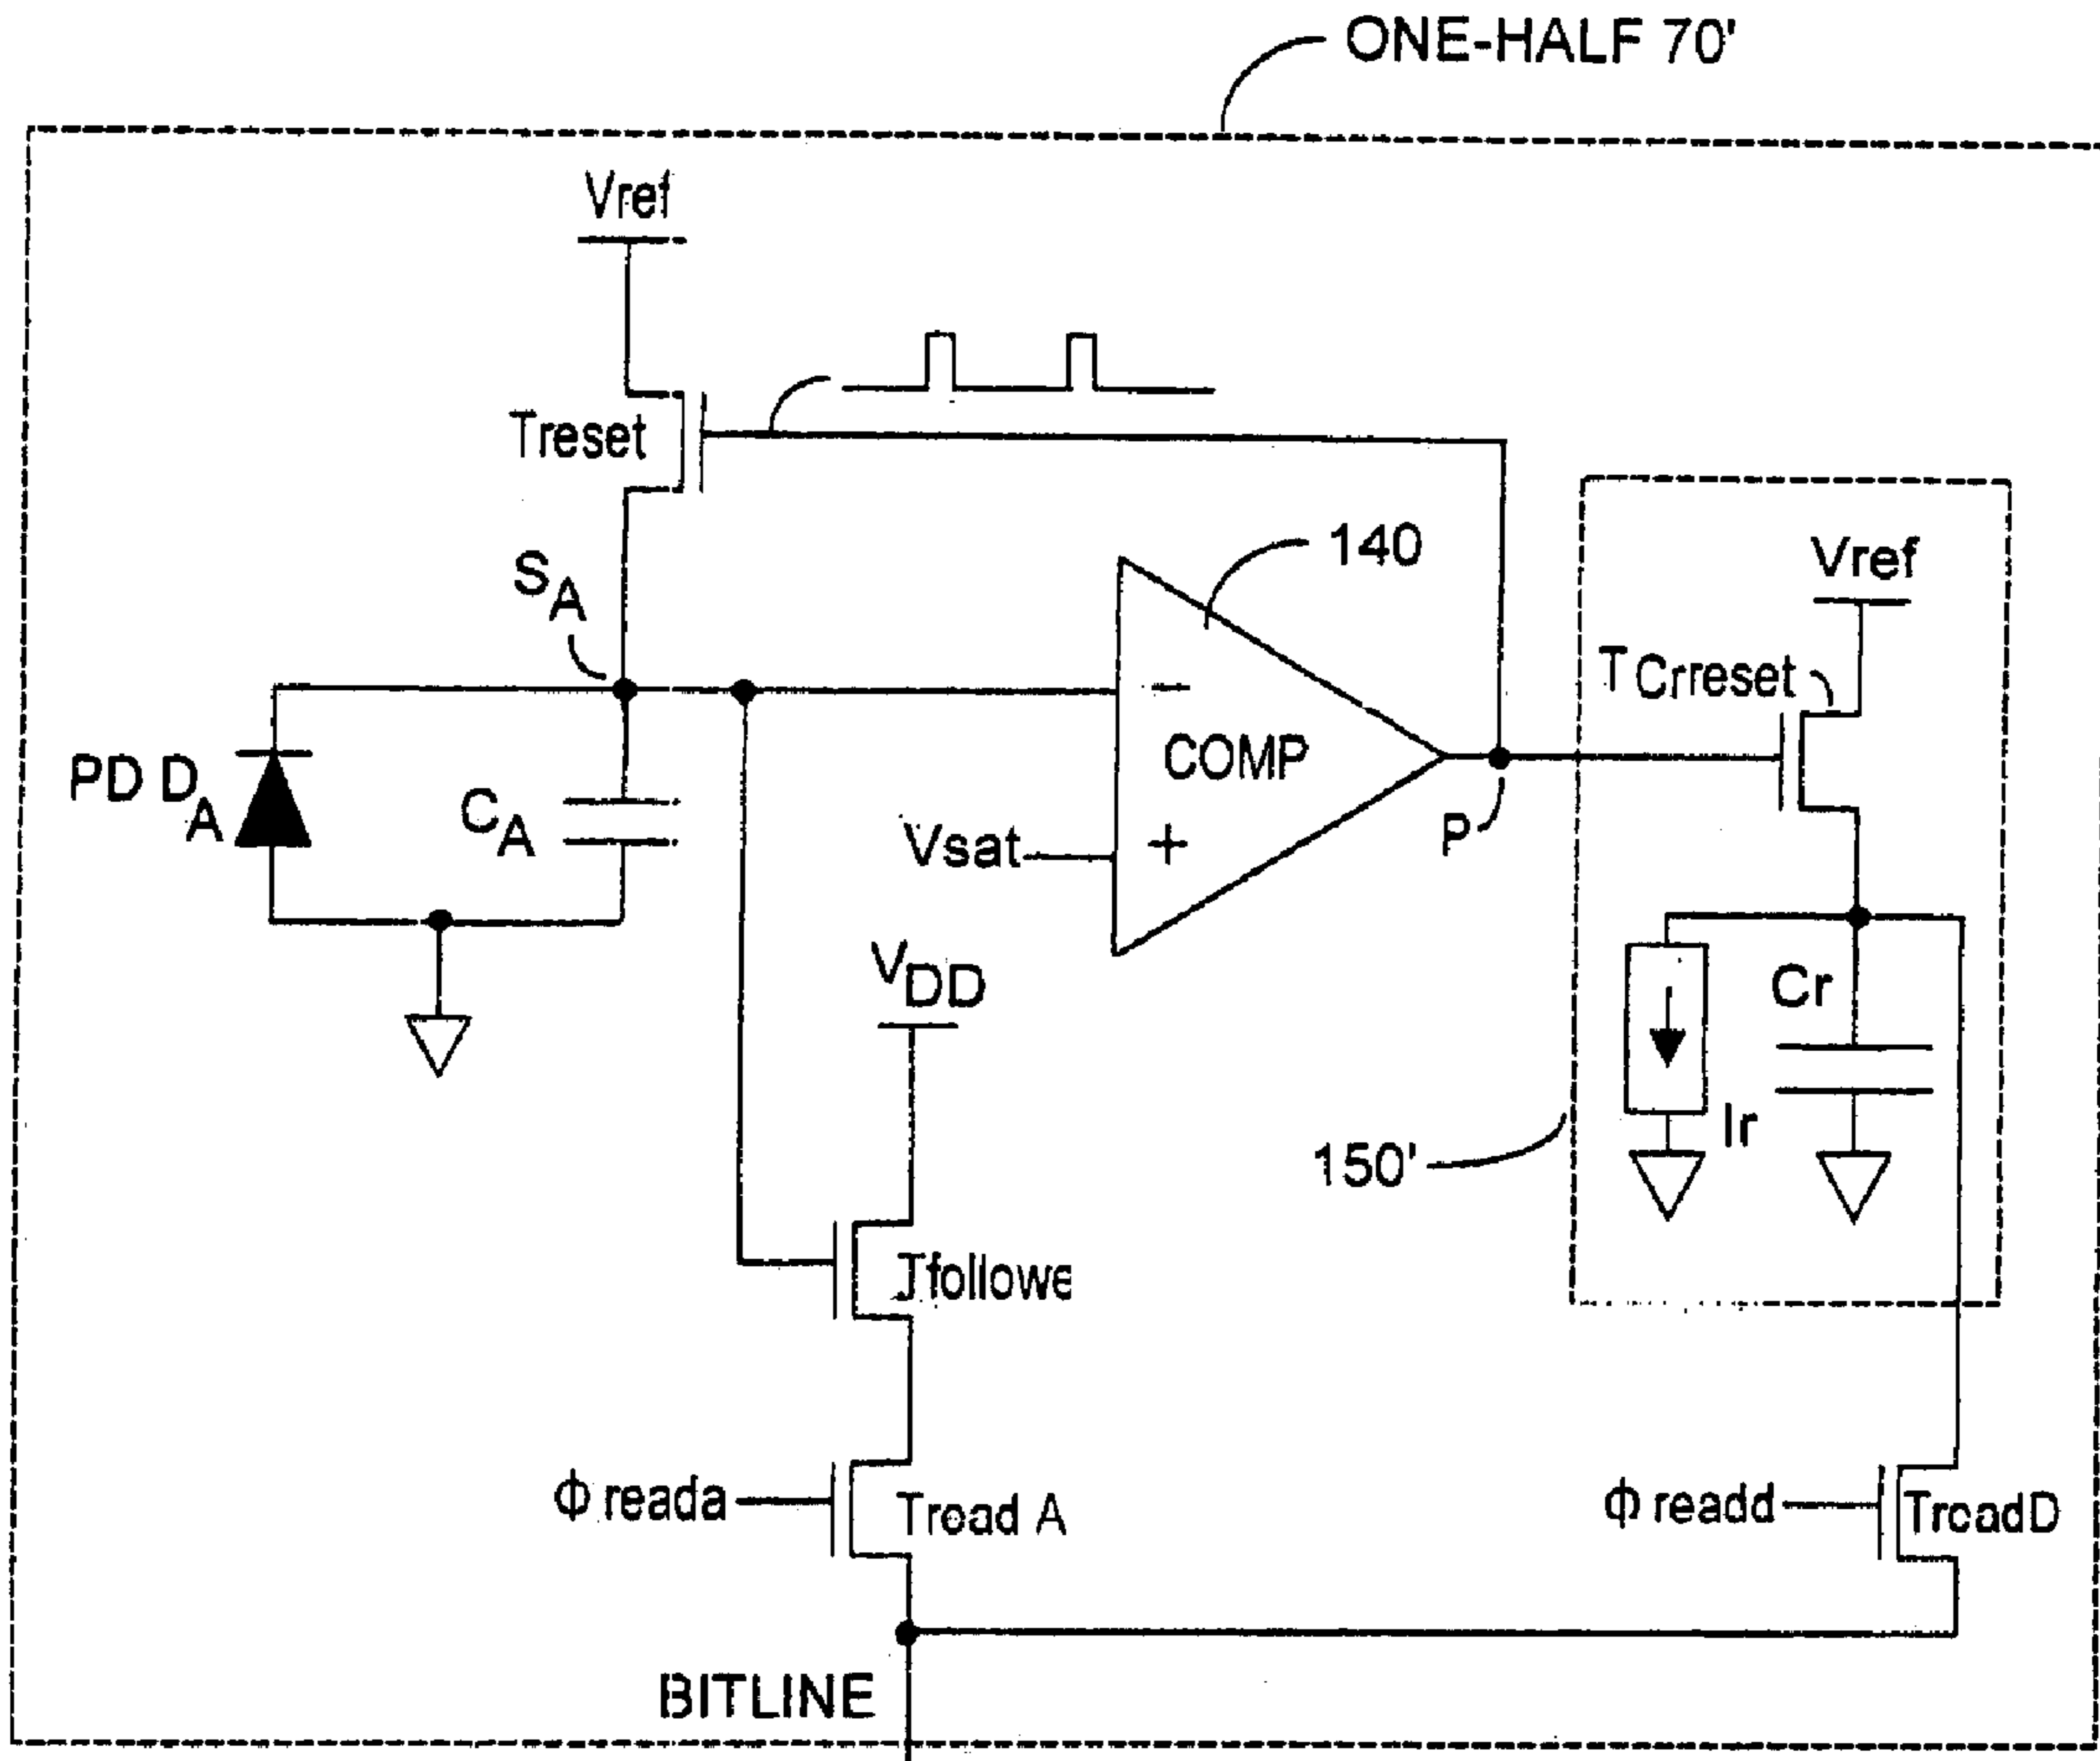 ONE-HALF 70'
Vref
Treset
140
Vref
SA
TCrreset
PD DA
CA
COMP
Vsat
P
VDD
Cr
Ir
150'
Tfollowe
ϕ reada
Tread A
ϕ readd
TreadD
BITLINE
− 
+